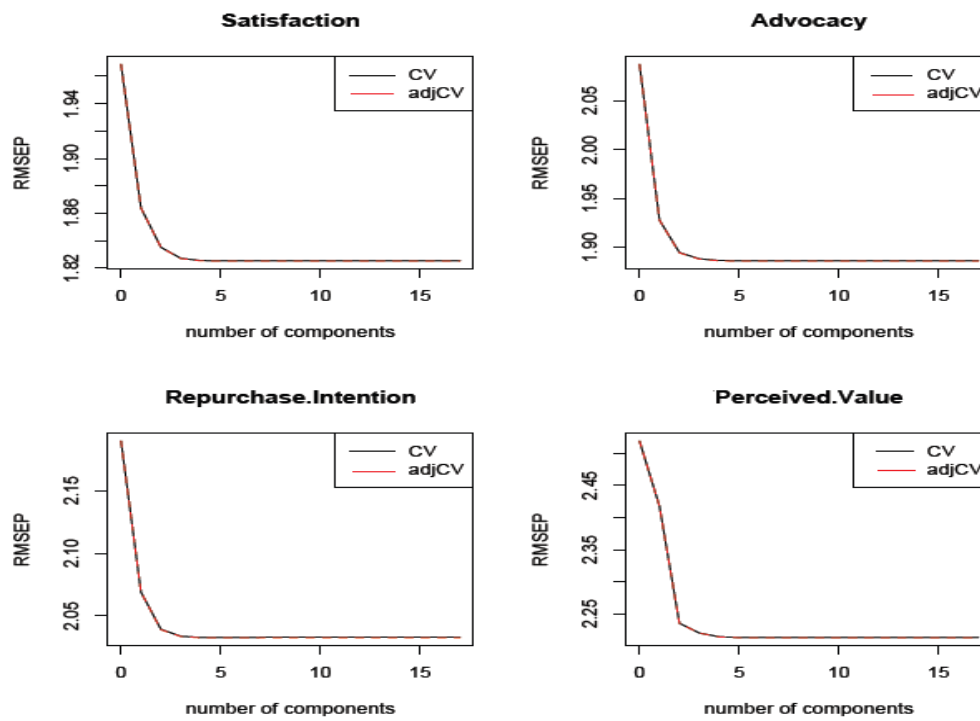 Satisfaction
CV
adjCV
RMSEP
1.82 1.86 1.90 1.94
0 5 10 15
number of components
Advocacy
CV
adjCV
RMSEP
1.90 1.95 2.00 2.05
0 5 10 15
number of components
Repurchase.Intention
CV
adjCV
RMSEP
2.05 2.10 2.15
0 5 10 15
number of components
Perceived.Value
CV
adjCV
RMSEP
2.25 2.35 2.45
0 5 10 15
number of components